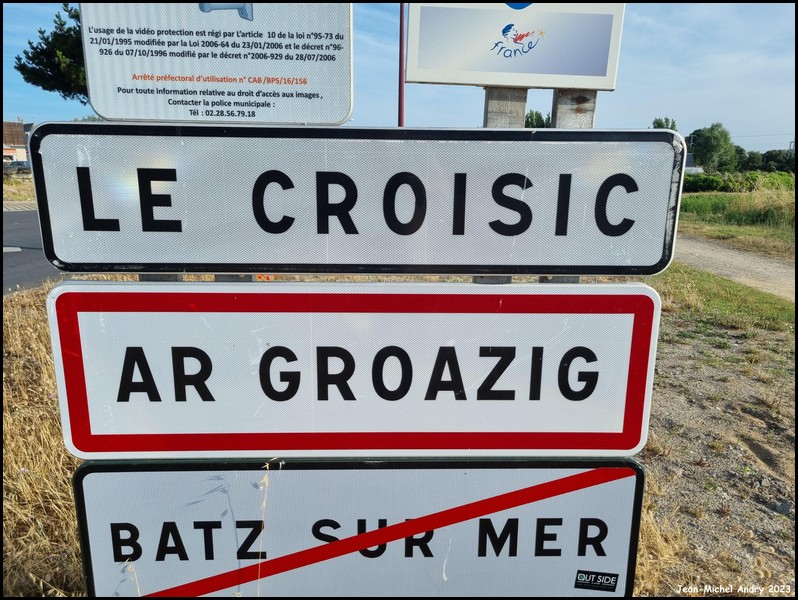 L'usage de la vidéo protection est régi par L'article 10 de la loi n°95-73 du
21/01/1995 modifiée par la Loi 2006-64 du 23/01/2006 et le décret n°96-
926 du 07/10/1996 modifié par le décret n°2006-929 du 28/07/2006
Arrêté préfectoral d'utilisation n° CAB/BPS/16/156
Pour toute information relative au droit d'accès aux images,
Contacter la police municipale :
Tél : 02.28.56.79.18
france
LE CROISIC
AR GROAZIG
BATZ SUR MER
OUT SIDE
Jean-Michel Andry 2023